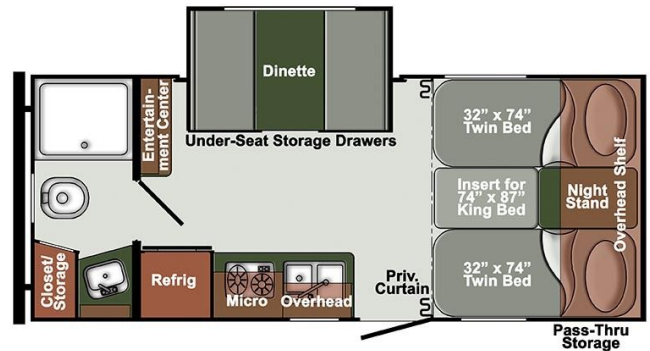 Dinette
Under-Seat Storage Drawers
Entertain-
ment Center
32” x 74”
Twin Bed
Insert for
74” x 87”
King Bed
Night
Stand
Overhead Shelf
32” x 74”
Twin Bed
Priv.
Curtain
Closet/
Storage
Refrig
Micro
Overhead
Pass-Thru
Storage